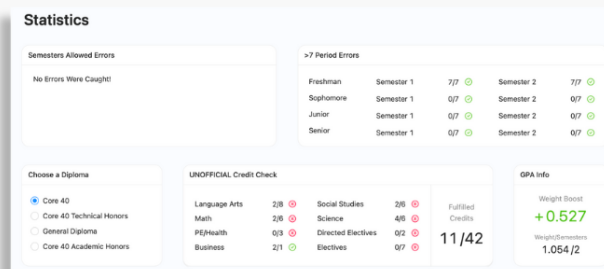 Statistics
Semesters Allowed Errors
No Errors Were Caught!
>7 Period Errors
Freshman Semester 1 7/7 Semester 2 7/7
Sophomore Semester 1 0/7 Semester 2 0/7
Junior Semester 1 0/7 Semester 2 0/7
Senior Semester 1 0/7 Semester 2 0/7
Choose a Diploma
Core 40
Core 40 Technical Honors
General Diploma
Core 40 Academic Honors
UNOFFICIAL Credit Check
Language Arts 2/8 Social Studies 2/6
Math 2/6 Science 4/6
PE/Health 0/3 Directed Electives 0/2
Business 2/1 Electives 0/7
Fulfilled
Credits
11/42
GPA Info
Weight Boost
+0.527
Weight/Semesters
1.054/2